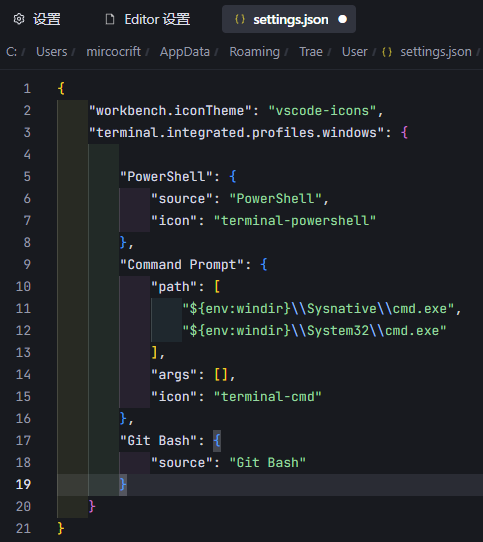 设置
Editor 设置
{} settings.json
C: / Users / mircocrift / AppData / Roaming / Trae / User / {} settings.json
1 {
2 "workbench.iconTheme": "vscode-icons",
3 "terminal.integrated.profiles.windows": {
4
5 "PowerShell": {
6 "source": "PowerShell",
7 "icon": "terminal-powershell"
8 },
9 "Command Prompt": {
10 "path": [
11 "${env:windir}\\Sysnative\\cmd.exe",
12 "${env:windir}\\System32\\cmd.exe"
13 ],
14 "args": [],
15 "icon": "terminal-cmd"
16 },
17 "Git Bash": {
18 "source": "Git Bash"
19 }
20 }
21 }